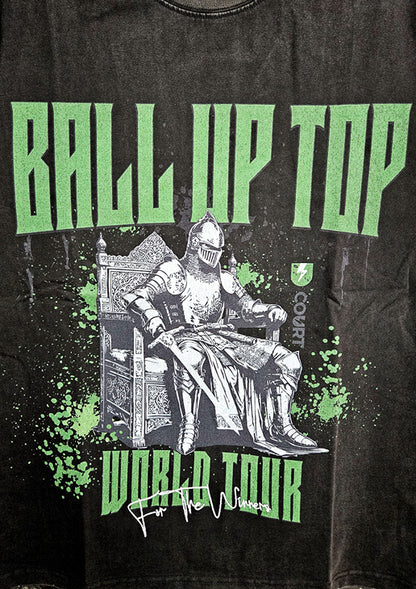 BALL UP TOP
COURT
WORLD TOUR
For The Winners